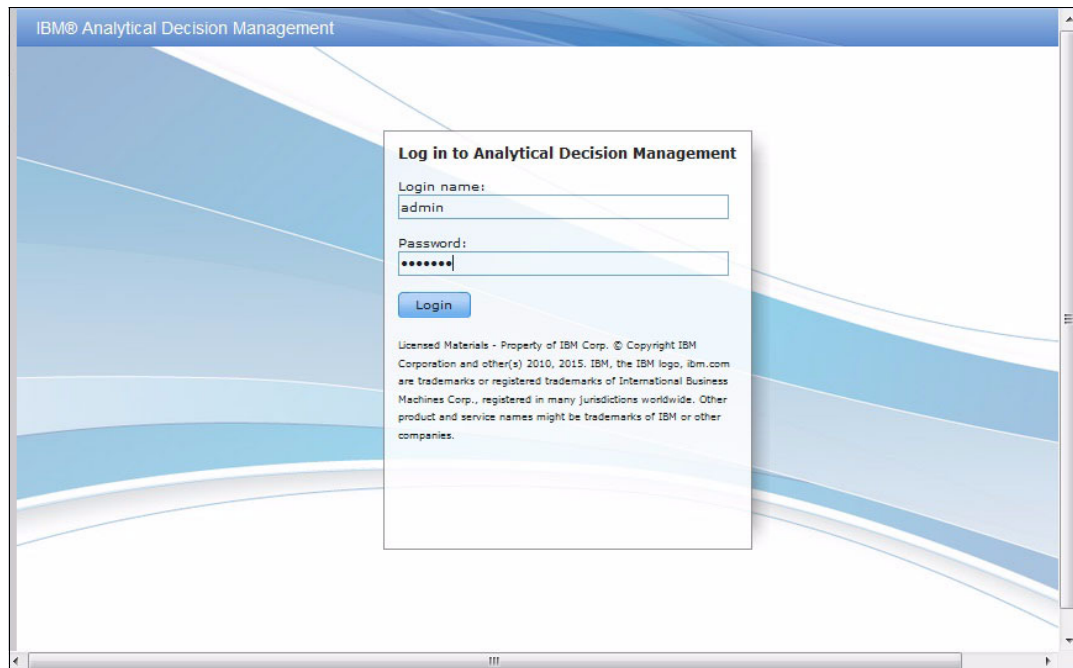 IBM® Analytical Decision Management
Log in to Analytical Decision Management
Login name:
admin
Password:
•••••••
Login
Licensed Materials - Property of IBM Corp. © Copyright IBM
Corporation and other(s) 2010, 2015. IBM, the IBM logo, ibm.com
are trademarks or registered trademarks of International Business
Machines Corp., registered in many jurisdictions worldwide. Other
product and service names might be trademarks of IBM or other
companies.